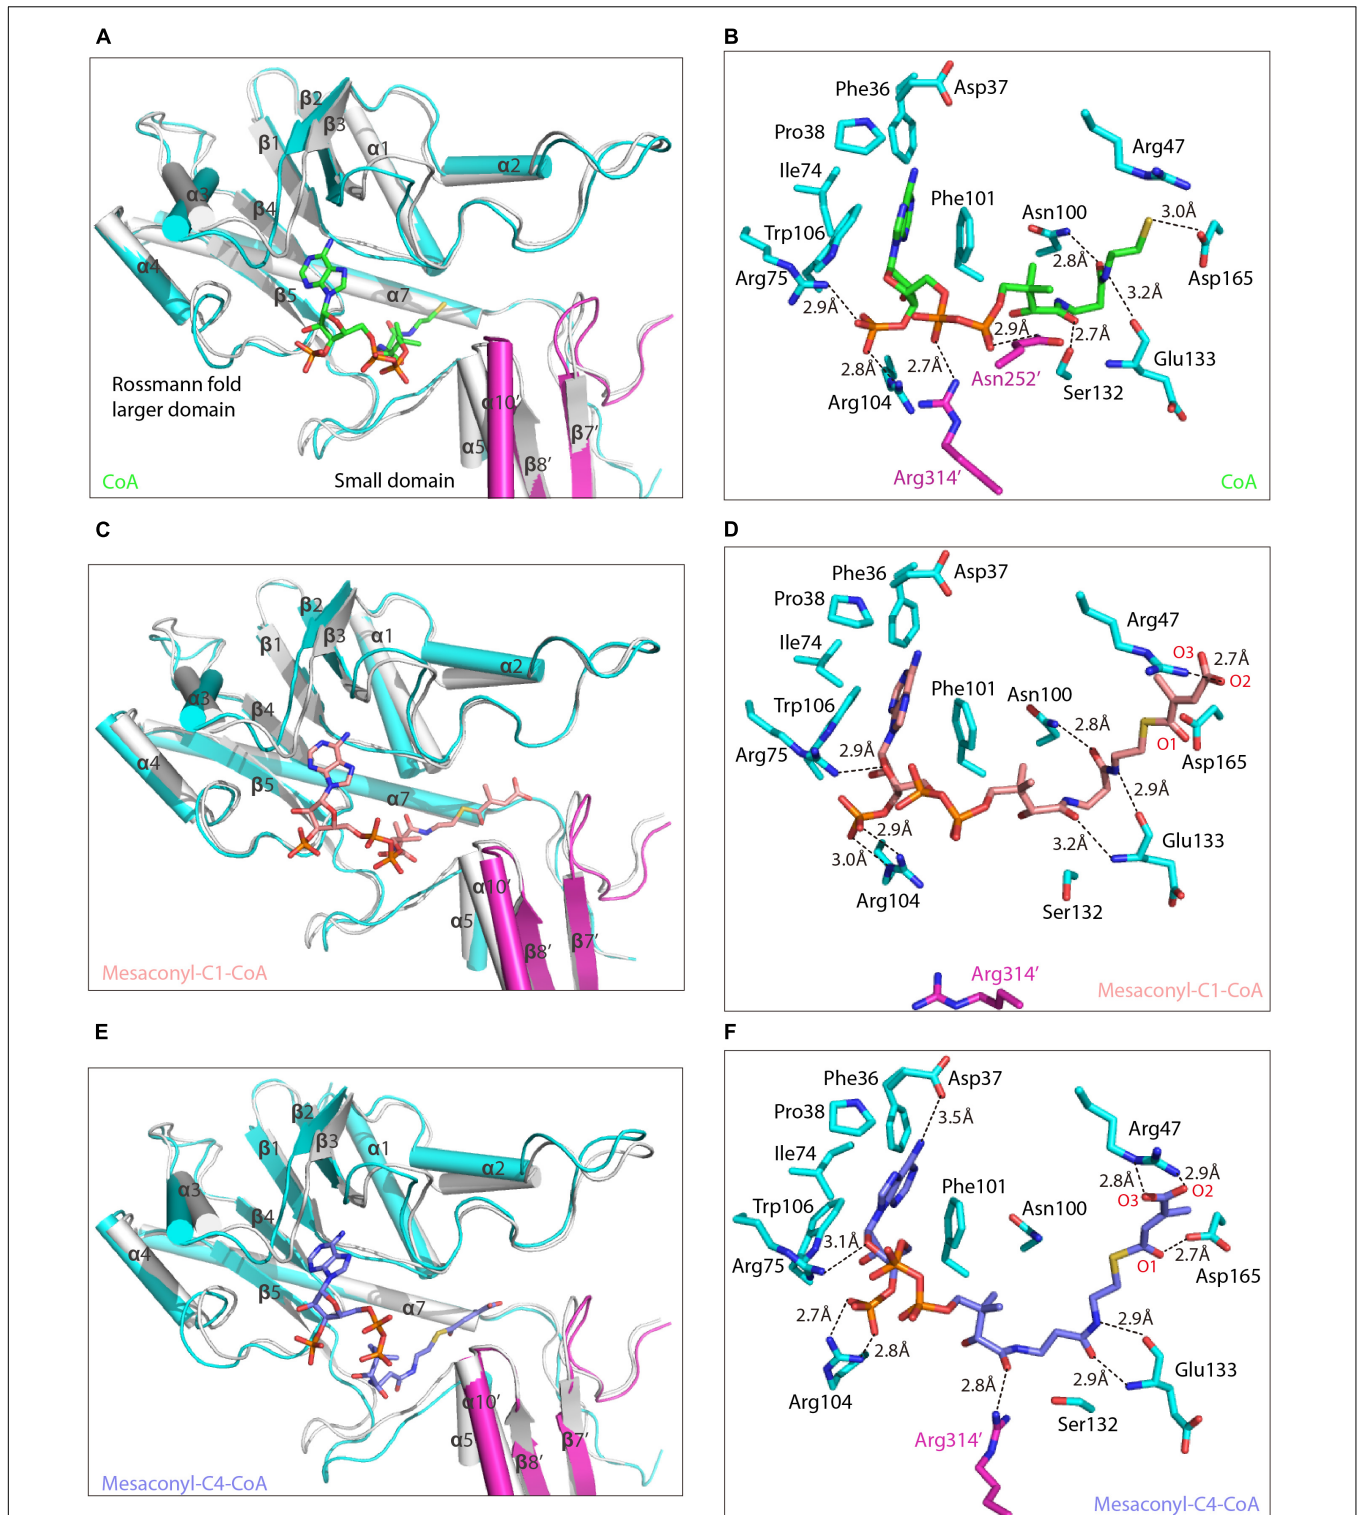 A
β2
β3
β1
α1
α2
α3
β4
α4
β5
α7
Rossmann fold
larger domain
α10′
α5
β7′
β8′
CoA
Small domain
B
Phe36
Asp37
Pro38
Arg47
Ile74
Phe101
Asn100
3.0Å
Trp106
2.8Å
Asp165
Arg75
2.9Å
3.2Å
2.9Å
2.7Å
2.8Å
2.7Å
Asn252′
Glu133
Arg104
Ser132
Arg314′
CoA
C
β2
β3
β1
α1
α2
α3
β4
α4
β5
α7
α10′
α5
β8′
β7′
Mesaconyl-C1-CoA
D
Phe36
Asp37
Pro38
Arg47
Ile74
O3
2.7Å
O2
Phe101
Asn100
Trp106
2.8Å
O1
Arg75
2.9Å
Asp165
2.9Å
2.9Å
3.2Å
Glu133
3.0Å
Arg104
Ser132
Arg314′
Mesaconyl-C1-CoA
E
β2
β3
β1
α1
α2
α3
β4
α4
β5
α7
α10′
α5
β7′
β8′
Mesaconyl-C4-CoA
F
Phe36
Asp37
Pro38
3.5Å
Arg47
Ile74
2.8Å
2.9Å
Phe101
O3
O2
Trp106
Asn100
3.1Å
O1
2.7Å
Arg75
Asp165
2.7Å
2.9Å
2.8Å
Glu133
2.8Å
2.9Å
Arg104
Ser132
Arg314′
Mesaconyl-C4-CoA